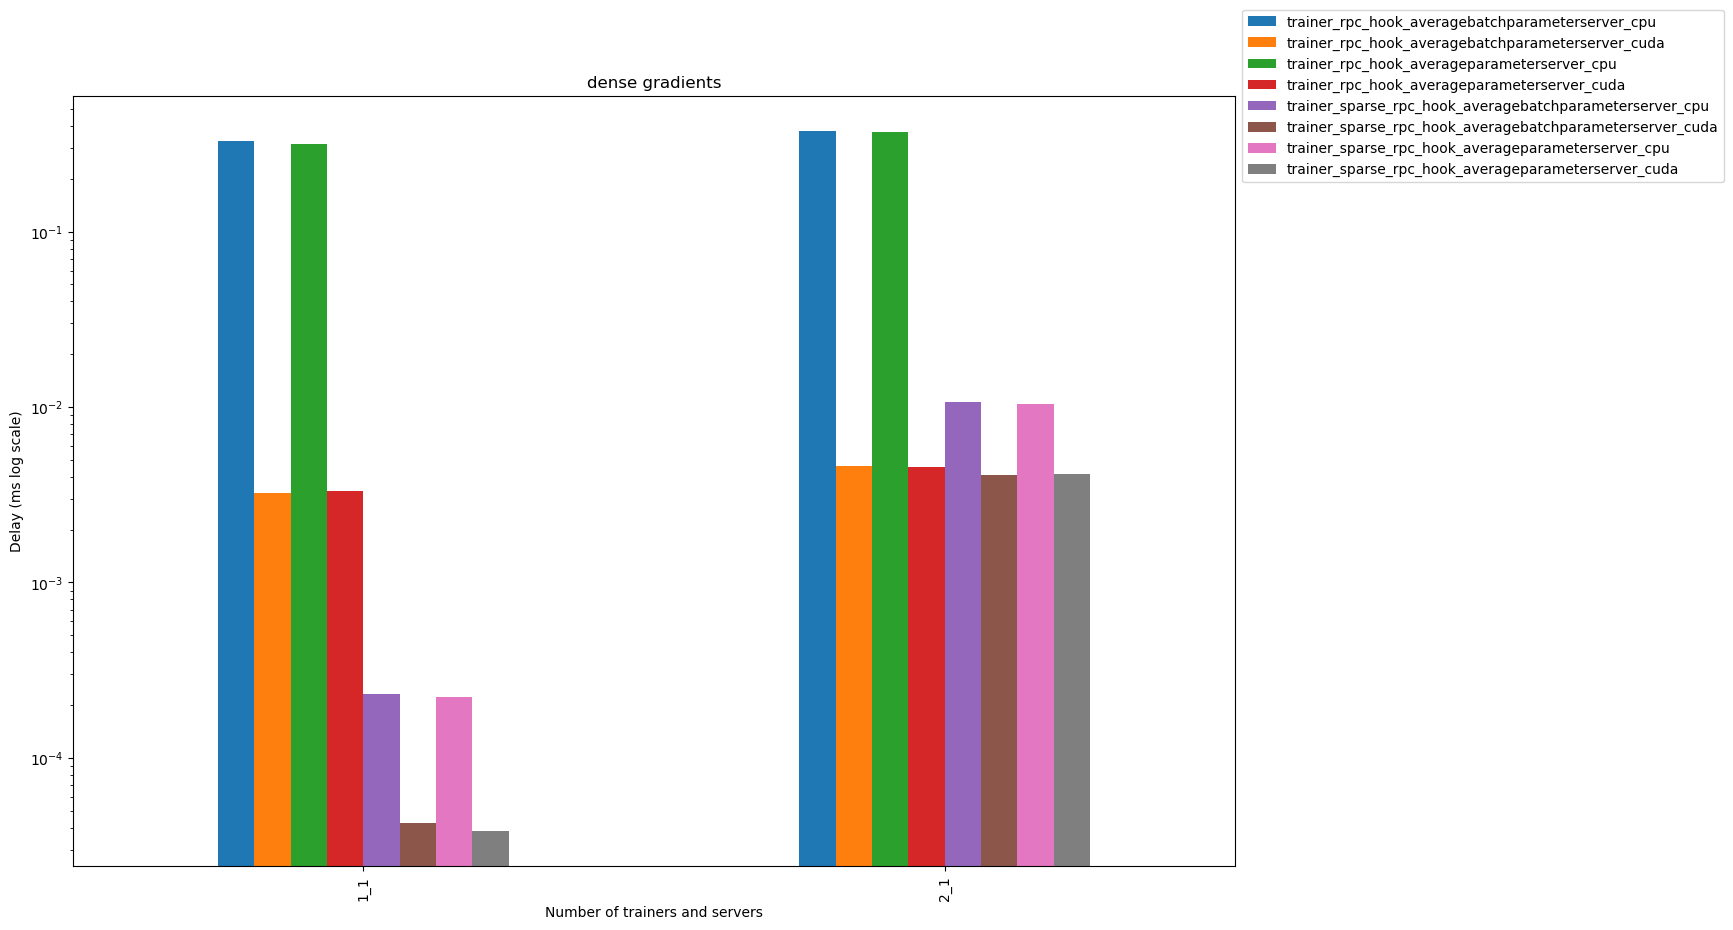 trainer_rpc_hook_averagebatchparameterserver_cpu
trainer_rpc_hook_averagebatchparameterserver_cuda
trainer_rpc_hook_averageparameterserver_cpu
trainer_rpc_hook_averageparameterserver_cuda
trainer_sparse_rpc_hook_averagebatchparameterserver_cpu
trainer_sparse_rpc_hook_averagebatchparameterserver_cuda
trainer_sparse_rpc_hook_averageparameterserver_cpu
trainer_sparse_rpc_hook_averageparameterserver_cuda
dense gradients
Delay (ms log scale)
10⁻¹
10⁻²
10⁻³
10⁻⁴
1_1
2_1
Number of trainers and servers